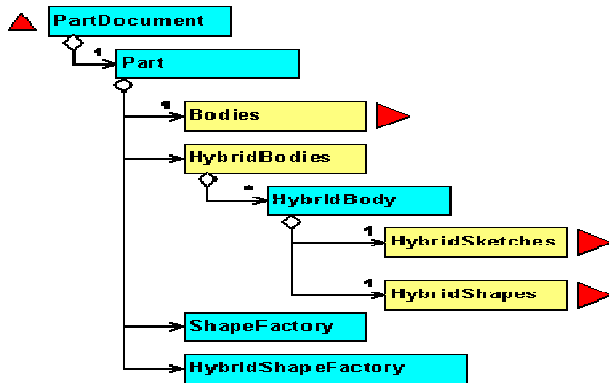 PartDocument
1
Part
1
Bodies
HybridBodies
*
HybridBody
1
HybridSketches
1
HybridShapes
ShapeFactory
HybridShapeFactory